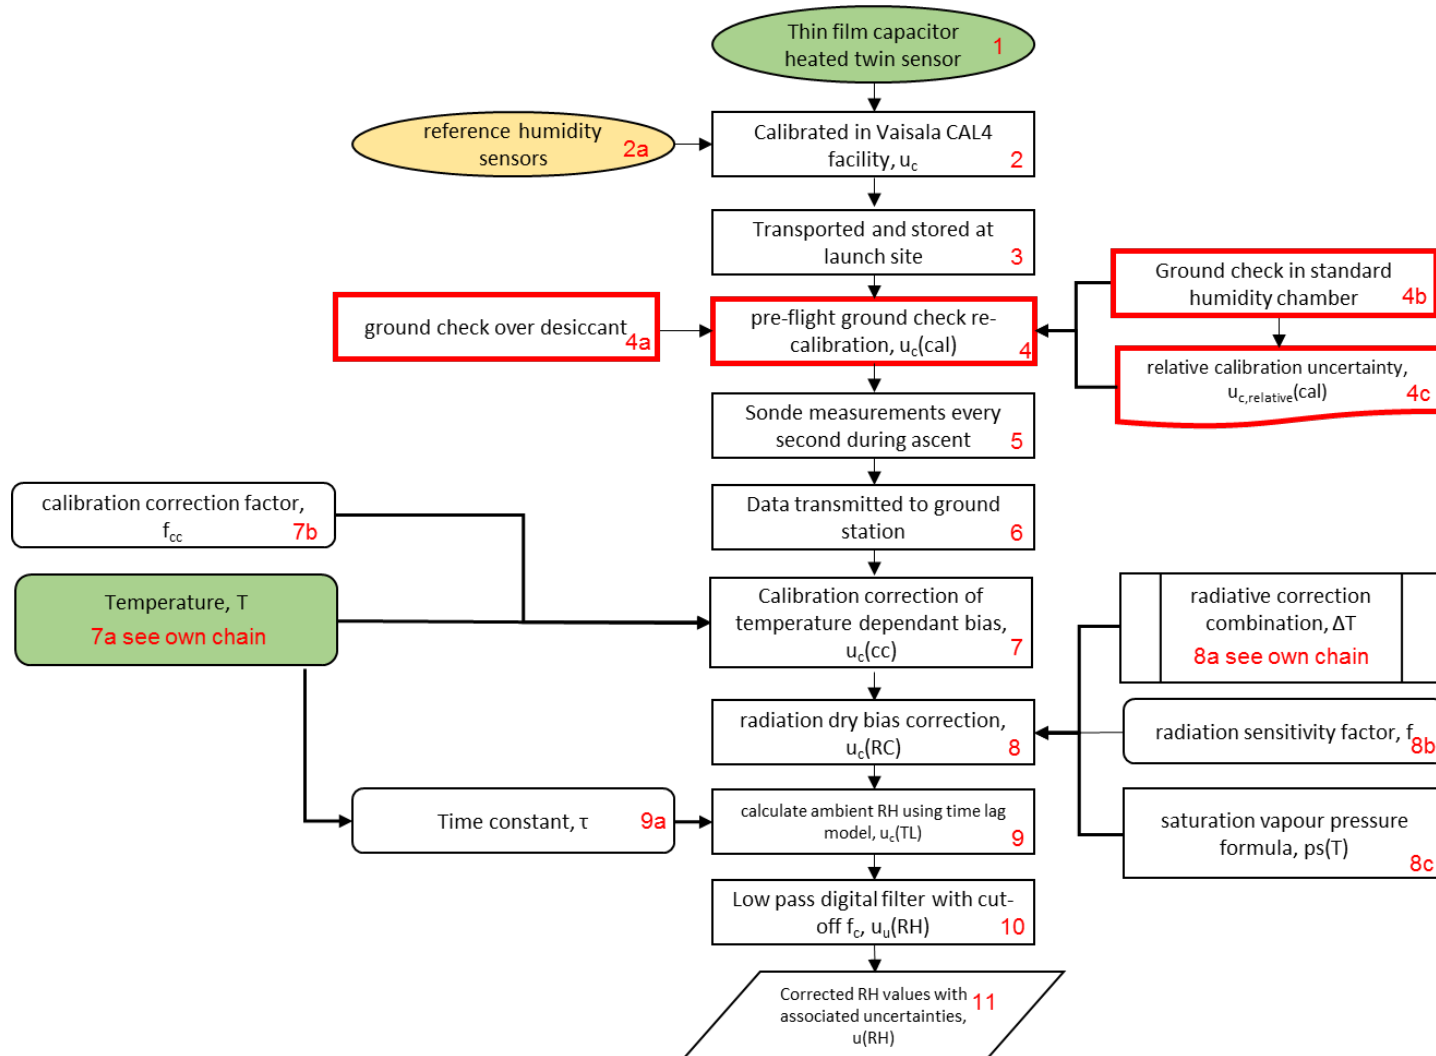 Thin film capacitor
heated twin sensor
1
reference humidity
sensors
2a
Calibrated in Vaisala CAL4
facility, uc
2
Transported and stored at
launch site
3
ground check over desiccant
4a
pre-flight ground check re-
calibration, uc(cal)
4
Ground check in standard
humidity chamber
4b
relative calibration uncertainty,
uc,relative(cal)
4c
Sonde measurements every
second during ascent
5
Data transmitted to ground
station
6
calibration correction factor,
fcc
7b
Temperature, T
7a see own chain
Calibration correction of
temperature dependant bias,
uc(cc)
7
radiative correction
combination, ΔT
8a see own chain
radiation dry bias correction,
uc(RC)
8
radiation sensitivity factor, f
8b
Time constant, τ
9a
calculate ambient RH using time lag
model, uc(TL)
9
saturation vapour pressure
formula, ps(T)
8c
Low pass digital filter with cut-
off fc, uu(RH)
10
Corrected RH values with
associated uncertainties,
u(RH)
11